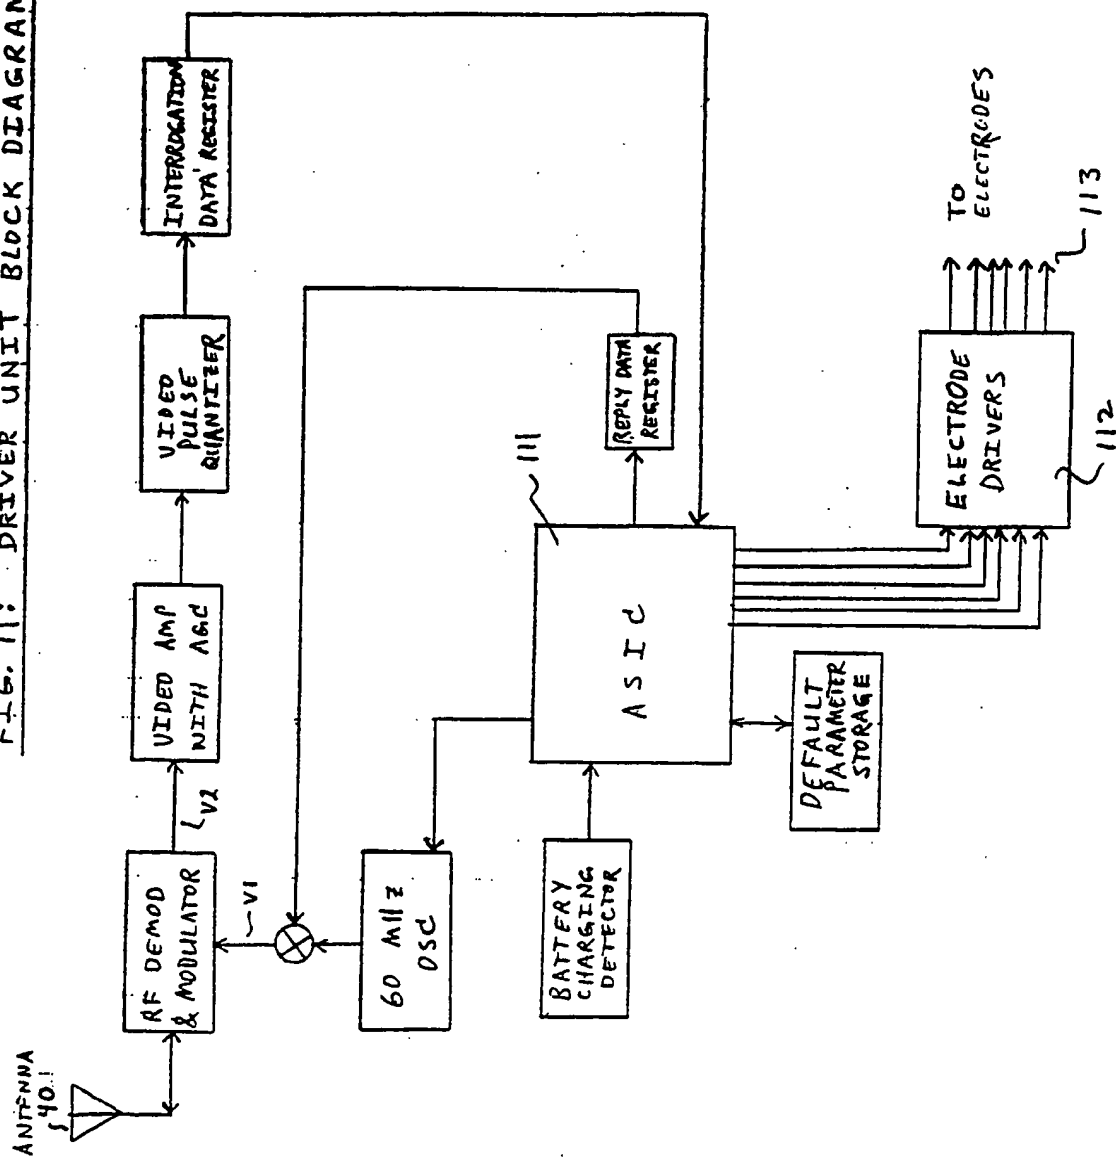 FIG. 11: DRIVER UNIT BLOCK DIAGRAM
ANTENNA
40
RF DEMOD
& MODULATOR
V2
VIDEO AMP
WITH AGC
VIDEO
PULSE
QUANTIZER
INTERROGATION
DATA REGISTER
V1
60 MHz
OSC
REPLY DATA
REGISTER
111
ASIC
BATTERY
CHARGING
DETECTOR
DEFAULT
PARAMETER
STORAGE
ELECTRODE
DRIVERS
112
TO
ELECTRODES
113